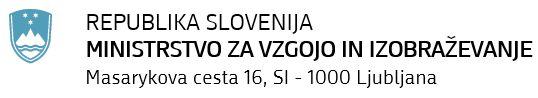 REPUBLIKA SLOVENIJA
MINISTRSTVO ZA VZGOJO IN IZOBRAŽEVANJE
Masarykova cesta 16, SI - 1000 Ljubljana